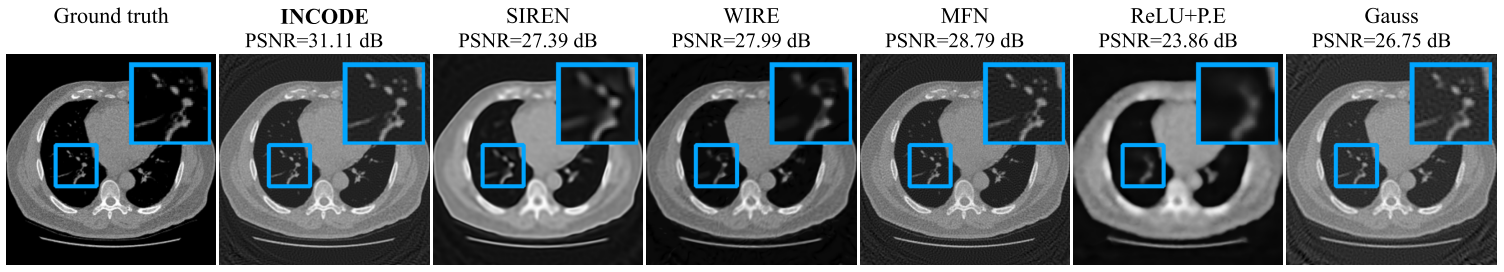 Ground truth
INCODE
PSNR=31.11 dB
SIREN
PSNR=27.39 dB
WIRE
PSNR=27.99 dB
MFN
PSNR=28.79 dB
ReLU+P.E
PSNR=23.86 dB
Gauss
PSNR=26.75 dB